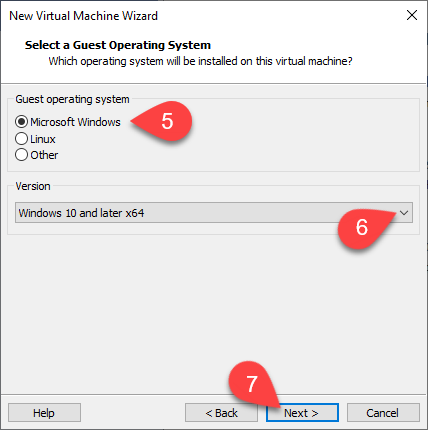 New Virtual Machine Wizard
Select a Guest Operating System
Which operating system will be installed on this virtual machine?
Guest operating system
Microsoft Windows
5
Linux
Other
Version
Windows 10 and later x64
6
7
Help
< Back
Next >
Cancel